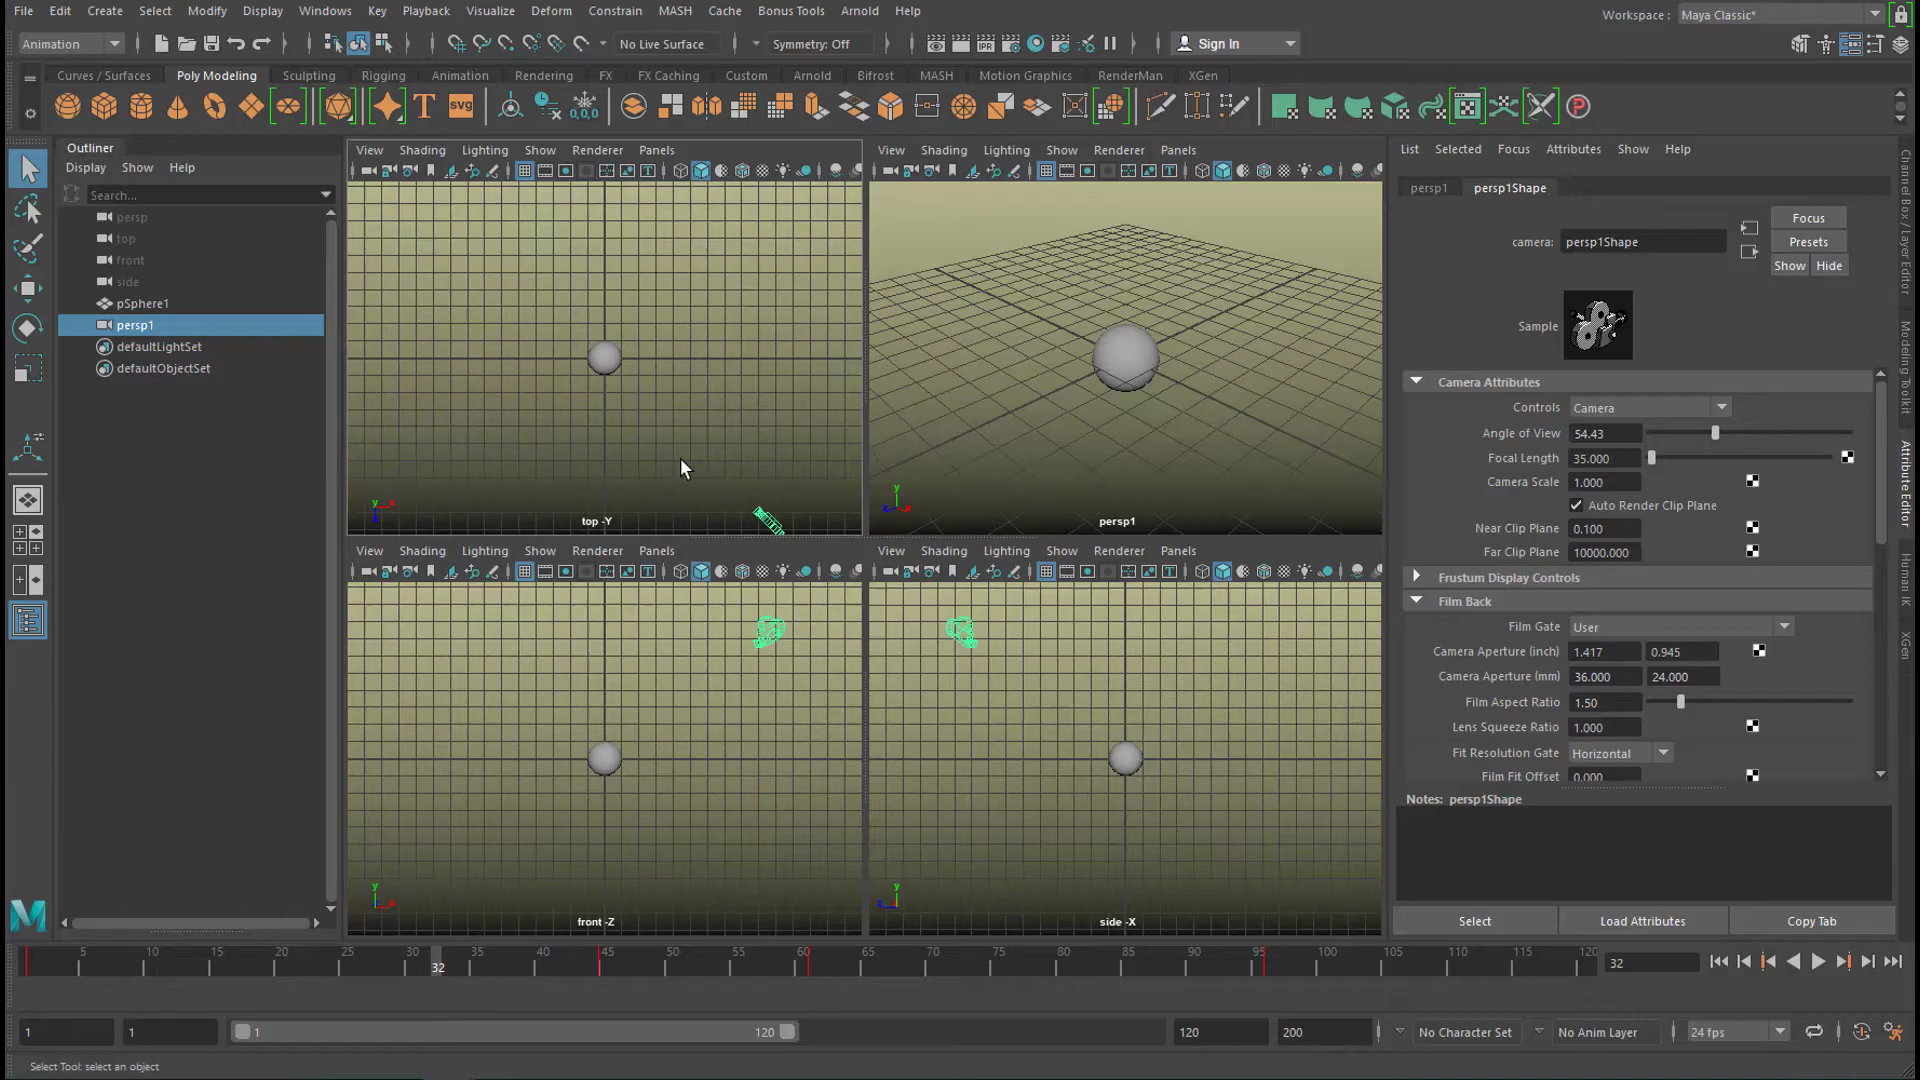 File Edit Create Select Modify Display Windows Key Playback Visualize Deform Constrain MASH Cache Bonus Tools Arnold Help
Workspace : Maya Classic*
Animation No Live Surface Symmetry: Off IPR Sign In
Curves / Surfaces Poly Modeling Sculpting Rigging Animation Rendering FX FX Caching Custom Arnold Bifrost MASH Motion Graphics RenderMan XGen
T svg 0,0,0 P
Outliner
Display Show Help
Search...
persp
top
front
side
pSphere1
persp1
defaultLightSet
defaultObjectSet
View Shading Lighting Show Renderer Panels
top -Y
View Shading Lighting Show Renderer Panels
persp1
View Shading Lighting Show Renderer Panels
front -Z
View Shading Lighting Show Renderer Panels
side -X
List Selected Focus Attributes Show Help
persp1 persp1Shape
Focus
camera: persp1Shape Presets
Show Hide
Sample
Camera Attributes
Controls Camera
Angle of View 54.43
Focal Length 35.000
Camera Scale 1.000
Auto Render Clip Plane
Near Clip Plane 0.100
Far Clip Plane 10000.000
Frustum Display Controls
Film Back
Film Gate User
Camera Aperture (inch) 1.417 0.945
Camera Aperture (mm) 36.000 24.000
Film Aspect Ratio 1.50
Lens Squeeze Ratio 1.000
Fit Resolution Gate Horizontal
Film Fit Offset 0.000
Notes: persp1Shape
Select Load Attributes Copy Tab
Channel Box / Layer Editor
Modeling Toolkit
Attribute Editor
Human IK
XGen
5 10 15 20 25 30 35 40 45 50 55 60 65 70 75 80 85 90 95 100 105 110 115 120
32 32
1 1 1 120 120 200 No Character Set No Anim Layer 24 fps
Select Tool: select an object